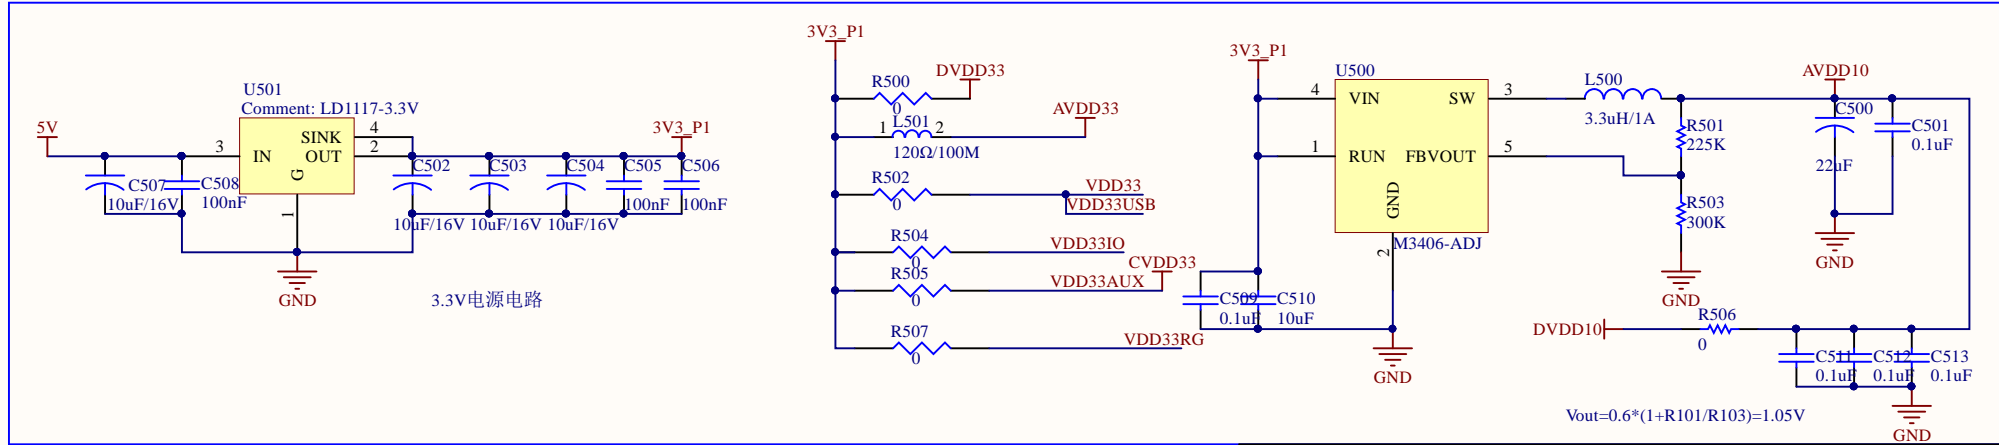 U501
Comment: LD1117-3.3V
5V
3
IN
SINK
OUT
G
1
4
2
3V3_P1
C507
10uF/16V
C508
100nF
C502
10uF/16V
C503
10uF/16V
C504
10uF/16V
C505
100nF
C506
100nF
GND
3.3V电源电路
3V3_P1
R500
0
DVDD33
1
L501
2
120Ω/100M
AVDD33
R502
0
VDD33
VDD33USB
R504
0
VDD33IO
R505
0
VDD33AUX
CVDD33
R507
0
VDD33RG
3V3_P1
U500
4
VIN
SW
3
1
RUN
FBVOUT
5
GND
2
M3406-ADJ
C509
0.1uF
C510
10uF
GND
L500
3.3uH/1A
R501
225K
R503
300K
GND
AVDD10
C500
22uF
C501
0.1uF
GND
DVDD10
R506
0
C511
0.1uF
C512
0.1uF
C513
0.1uF
GND
Vout=0.6*(1+R101/R103)=1.05V